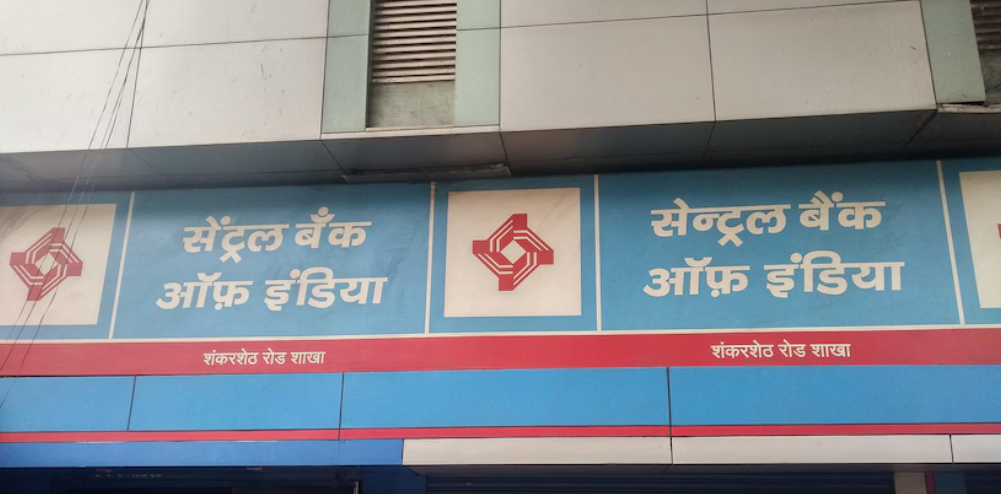 सेंट्रल बँक
ऑफ़ इंडिया
शंकरशेठ रोड शाखा
सेन्ट्रल बैंक
ऑफ़ इंडिया
शंकरशेठ रोड शाखा